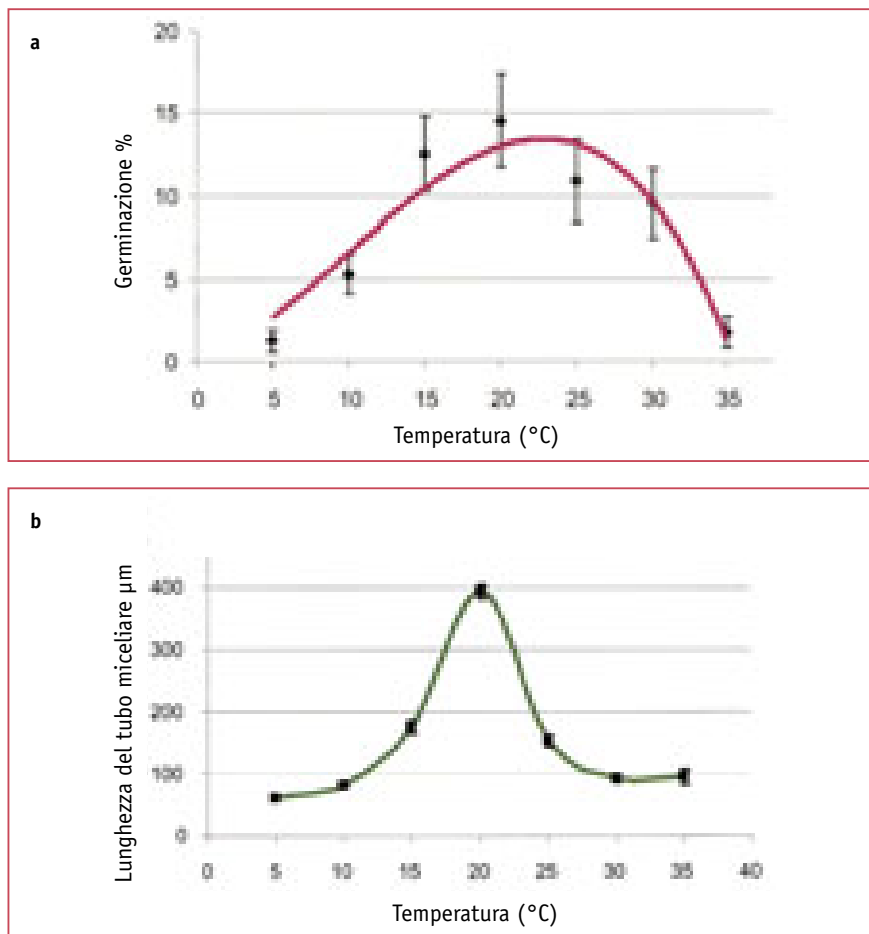 a
20
15
10
5
0
Germinazione %
0 5 10 15 20 25 30 35
Temperatura (°C)
b
400
300
200
100
0
Lunghezza del tubo miceliare µm
0 5 10 15 20 25 30 35 40
Temperatura (°C)